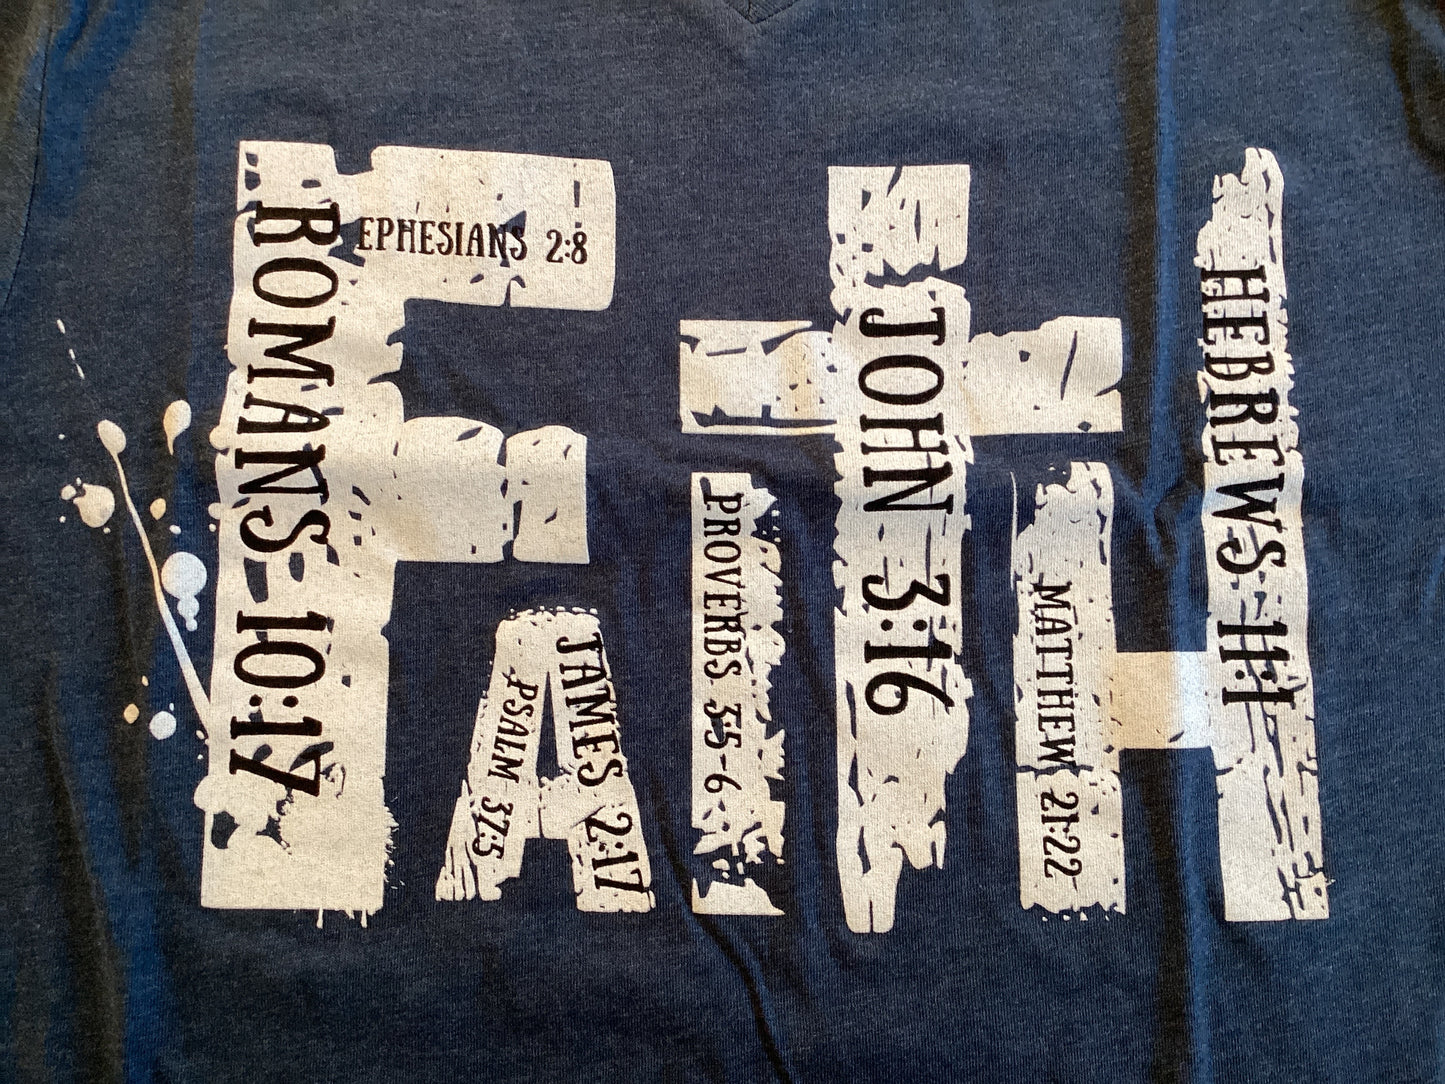 FAITH
ROMANS 10:17
EPHESIANS 2:8
PSALM 37:5
JAMES 2:17
PROVERBS 3:5-6
JOHN 3:16
MATTHEW 21:22
HEBREWS 11:1